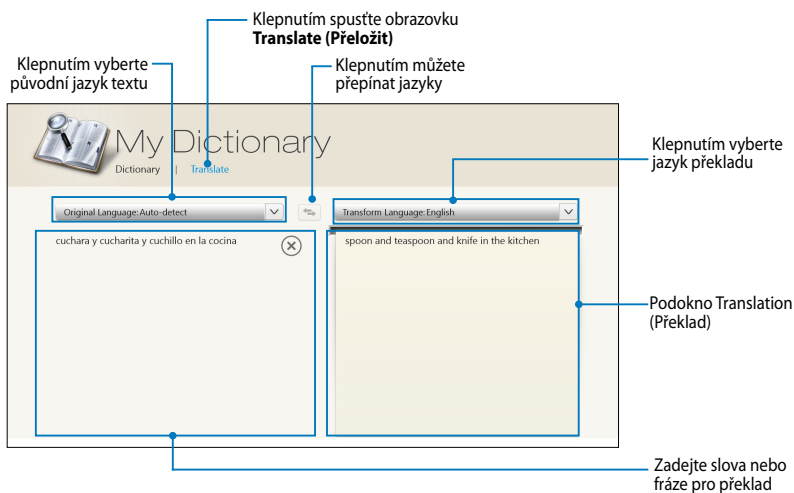 Klepnutím spusťte obrazovku
Translate (Přeložit)
Klepnutím vyberte
původní jazyk textu
Klepnutím můžete
přepínat jazyky
My Dictionary
Dictionary | Translate
Klepnutím vyberte
jazyk překladu
Original Language: Auto-detect
Transform Language: English
cuchara y cucharita y cuchillo en la cocina
spoon and teaspoon and knife in the kitchen
Podokno Translation
(Překlad)
Zadejte slova nebo
fráze pro překlad